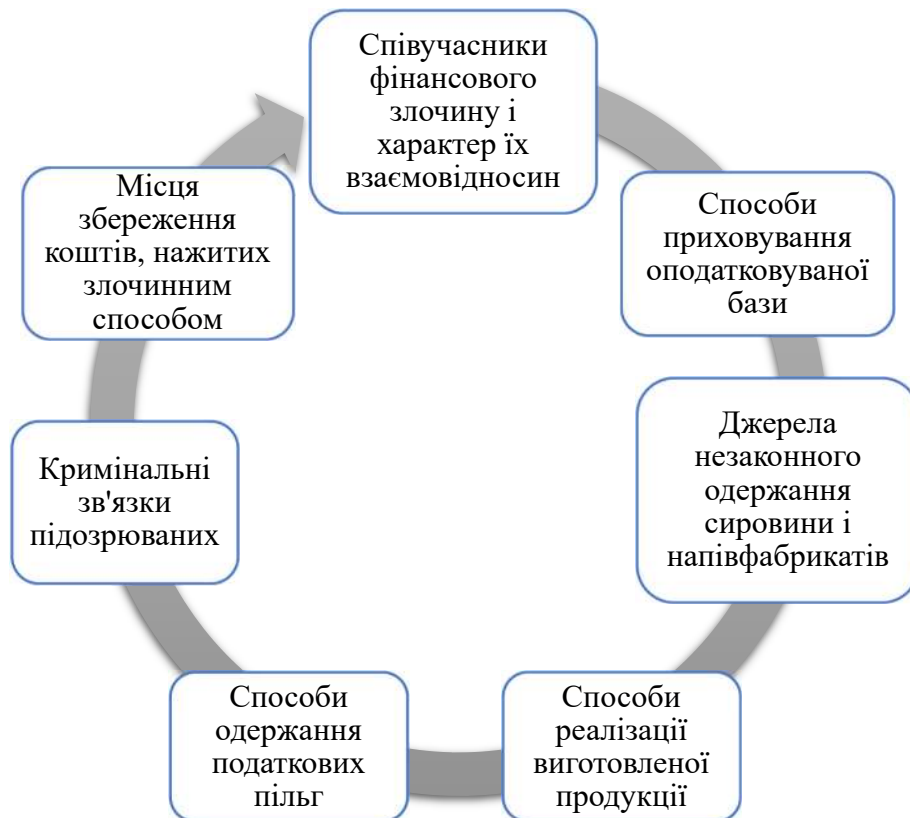 Співучасники
фінансового
злочину і
характер їх
взаємовідносин
Способи
приховування
оподатковуваної
бази
Джерела
незаконного
одержання
сировини і
напівфабрикатів
Способи
реалізації
виготовленої
продукції
Способи
одержання
податкових
пільг
Кримінальні
зв'язки
підозрюваних
Місця
збереження
коштів, нажитих
злочинним
способом